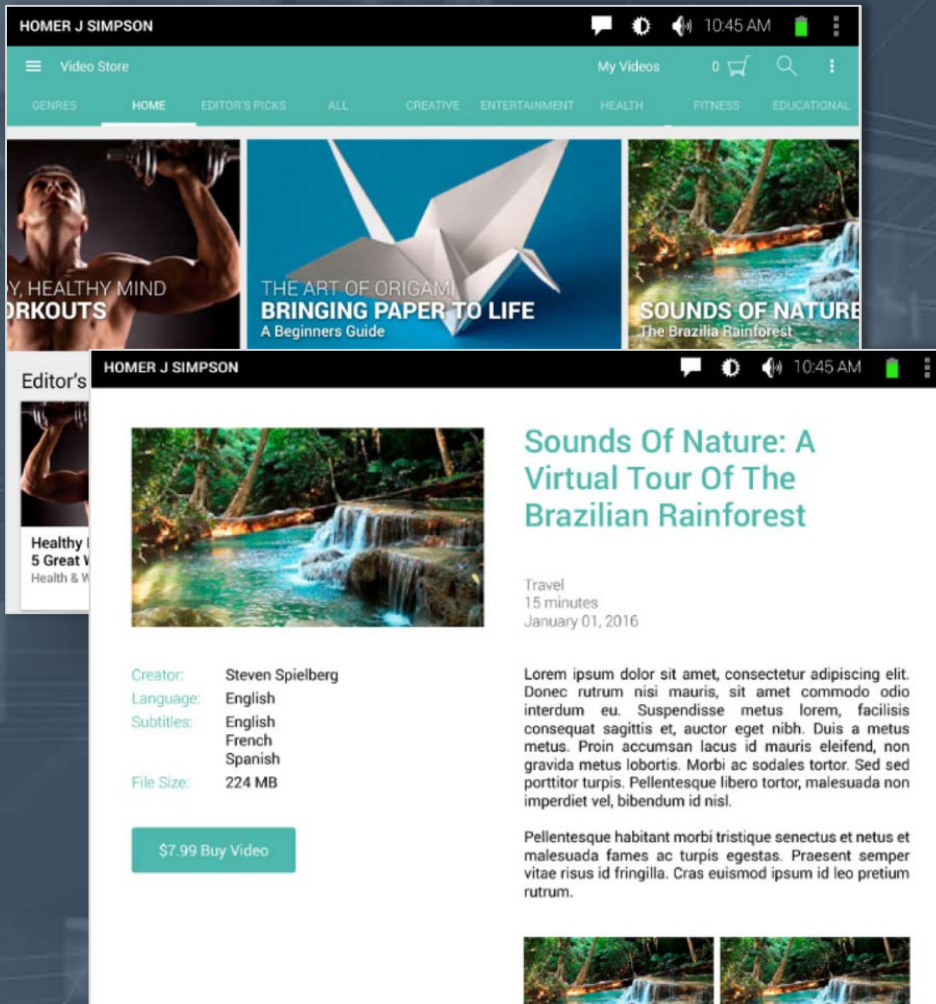 HOMER J SIMPSON 10:45 AM
Video Store My Videos 0
GENRES HOME EDITOR'S PICKS ALL CREATIVE ENTERTAINMENT HEALTH FITNESS EDUCATIONAL
Y, HEALTHY MIND
ORKOUTS
THE ART OF ORIGAMI
BRINGING PAPER TO LIFE
A Beginners Guide
SOUNDS OF NATURE
The Brazilia Rainforest
Editor's
Healthy
5 Great
Health & W
HOMER J SIMPSON 10:45 AM
Sounds Of Nature: A
Virtual Tour Of The
Brazilian Rainforest
Travel
15 minutes
January 01, 2016
Creator: Steven Spielberg
Language: English
Subtitles: English
French
Spanish
File Size: 224 MB
$7.99 Buy Video
Lorem ipsum dolor sit amet, consectetur adipiscing elit.
Donec rutrum nisi mauris, sit amet commodo odio
interdum eu. Suspendisse metus lorem, facilisis
consequat sagittis et, auctor eget nibh. Duis a metus
metus. Proin accumsan lacus id mauris eleifend, non
gravida metus lobortis. Morbi ac sodales tortor. Sed sed
porttitor turpis. Pellentesque libero tortor, malesuada non
imperdiet vel, bibendum id nisl.
Pellentesque habitant morbi tristique senectus et netus et
malesuada fames ac turpis egestas. Praesent semper
vitae risus id fringilla. Cras euismod ipsum id leo pretium
rutrum.